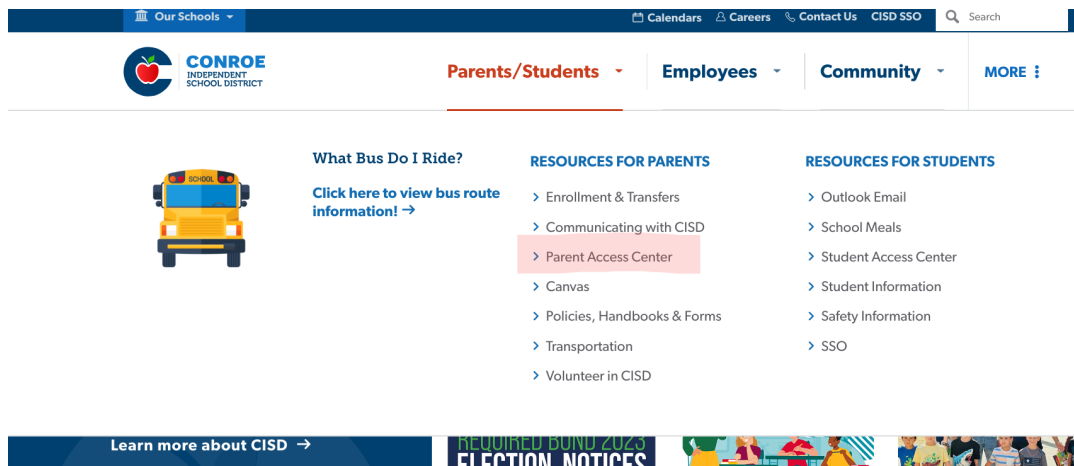 Our Schools
Calendars Careers Contact Us CISD SSO Search
CONROE
INDEPENDENT
SCHOOL DISTRICT
Parents/Students Employees Community MORE
What Bus Do I Ride?
Click here to view bus route
information! →
SCHOOL
RESOURCES FOR PARENTS
Enrollment & Transfers
Communicating with CISD
Parent Access Center
Canvas
Policies, Handbooks & Forms
Transportation
Volunteer in CISD
RESOURCES FOR STUDENTS
Outlook Email
School Meals
Student Access Center
Student Information
Safety Information
SSO
Learn more about CISD →
REQUIRED BOND 2023
ELECTION NOTICES